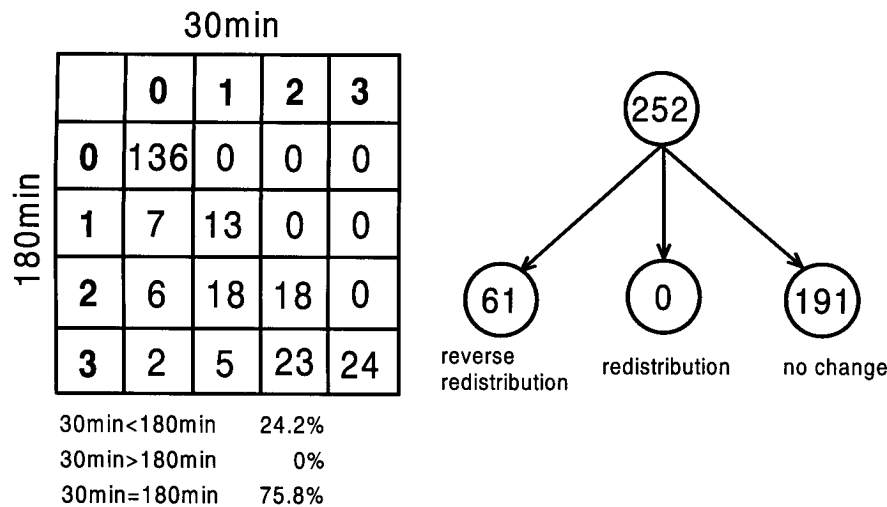 30min
0 1 2 3
0 136 0 0 0
180min
1 7 13 0 0
2 6 18 18 0
3 2 5 23 24
30min<180min 24.2%
30min>180min 0%
30min=180min 75.8%
252
61 0 191
reverse
redistribution
redistribution
no change